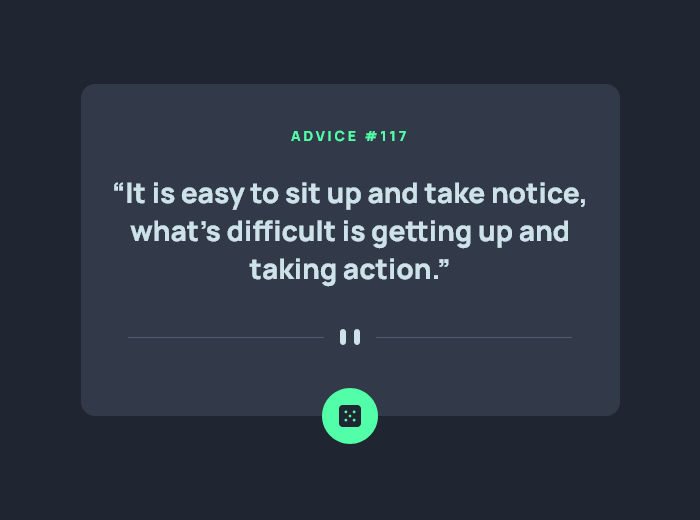 ADVICE #117
“It is easy to sit up and take notice,
what’s difficult is getting up and
taking action.”